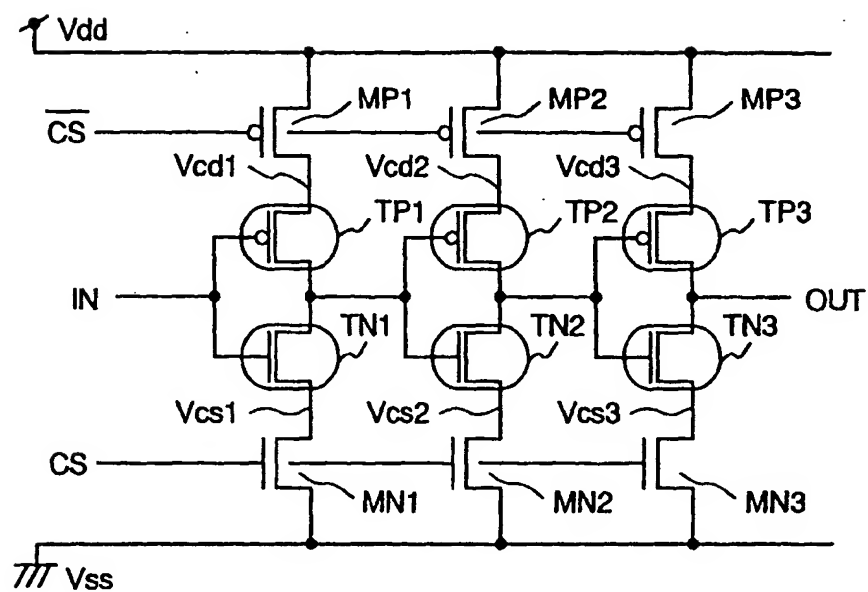 Vdd
MP1 MP2 MP3
C̅S̅
Vcd1 Vcd2 Vcd3
TP1 TP2 TP3
IN OUT
TN1 TN2 TN3
Vcs1 Vcs2 Vcs3
CS
MN1 MN2 MN3
Vss